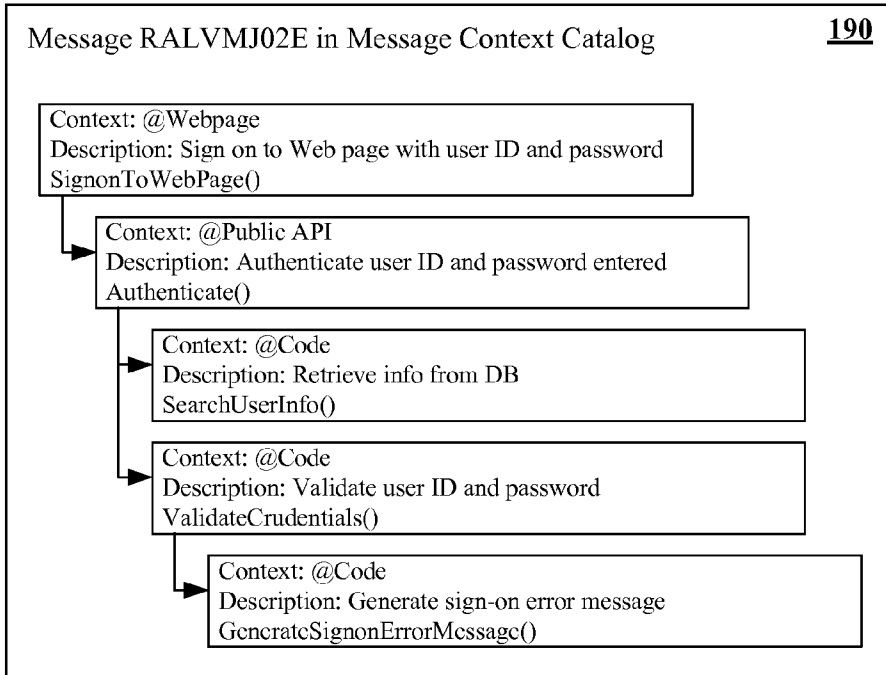 Message RALVMJ02E in Message Context Catalog
190
Context: @Webpage
Description: Sign on to Web page with user ID and password
SignonToWebPage()
Context: @Public API
Description: Authenticate user ID and password entered
Authenticate()
Context: @Code
Description: Retrieve info from DB
SearchUserInfo()
Context: @Code
Description: Validate user ID and password
ValidateCrudentials()
Context: @Code
Description: Generate sign-on error message
GenerateSignonErrorMessage()